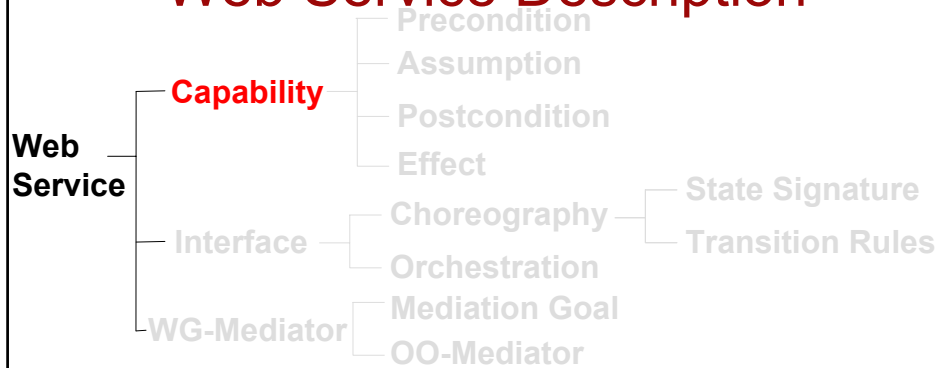 Web Service Description
Precondition
Assumption
Capability
Postcondition
Web
Service
Effect
State Signature
Choreography
Interface
Transition Rules
Orchestration
Mediation Goal
WG-Mediator
OO-Mediator